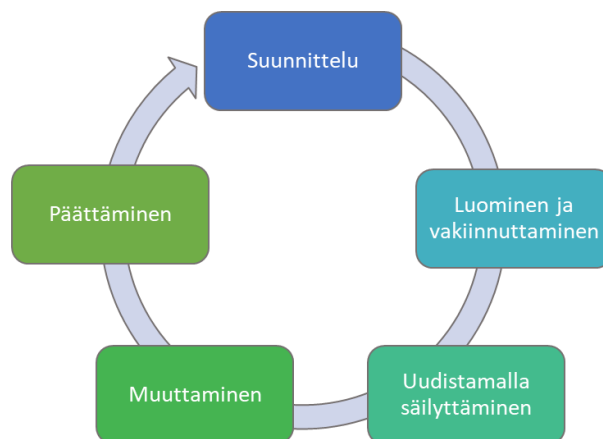 Suunnittelu
Luominen ja
vakiinnuttaminen
Uudistamalla
säilyttäminen
Muuttaminen
Päättäminen